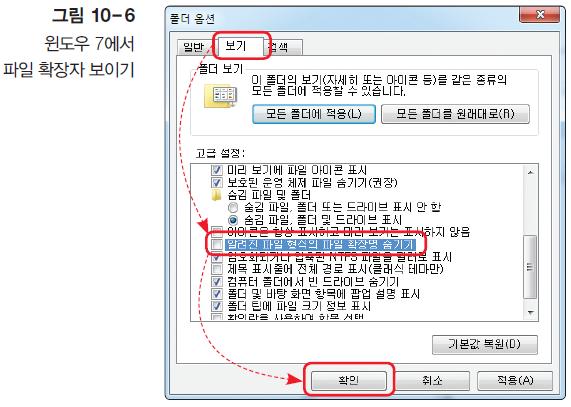 그림 10-6
윈도우 7에서
파일 확장자 보이기
폴더 옵션
일반 보기 검색
폴더 보기
이 폴더의 보기(자세히 또는 아이콘 등)를 같은 종류의
모든 폴더에 적용할 수 있습니다.
모든 폴더에 적용(L) 모든 폴더를 원래대로(R)
고급 설정:
미리 보기에 파일 아이콘 표시
보호된 운영 체제 파일 숨기기(권장)
숨김 파일 및 폴더
숨김 파일, 폴더 또는 드라이브 표시 안 함
숨김 파일, 폴더 및 드라이브 표시
아이콘은 항상 표시하고 미리 보기는 표시하지 않음
알려진 파일 형식의 파일 확장명 숨기기
암호화되거나 압축된 NTFS 파일을 컬러로 표시
제목 표시줄에 전체 경로 표시(클래식 테마만)
컴퓨터 폴더에서 빈 드라이브 숨기기
폴더 및 바탕 화면 항목에 팝업 설명 표시
폴더 팁에 파일 크기 정보 표시
확인란을 사용하여 항목 선택
기본값 복원(D)
확인 취소 적용(A)